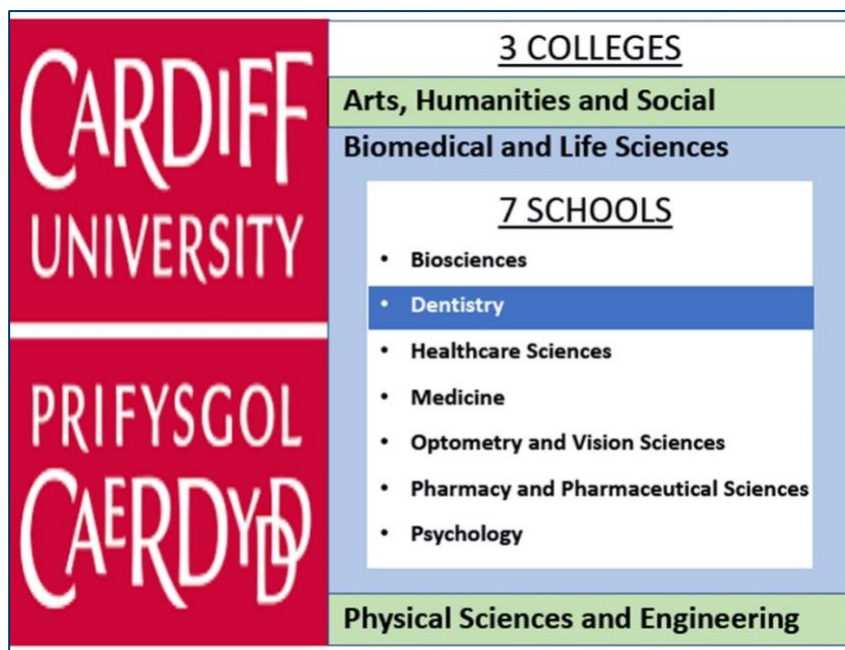 CARDIFF
UNIVERSITY
PRIFYSGOL
CAERDYDD
3 COLLEGES
Arts, Humanities and Social
Biomedical and Life Sciences
7 SCHOOLS
• Biosciences
• Dentistry
• Healthcare Sciences
• Medicine
• Optometry and Vision Sciences
• Pharmacy and Pharmaceutical Sciences
• Psychology
Physical Sciences and Engineering